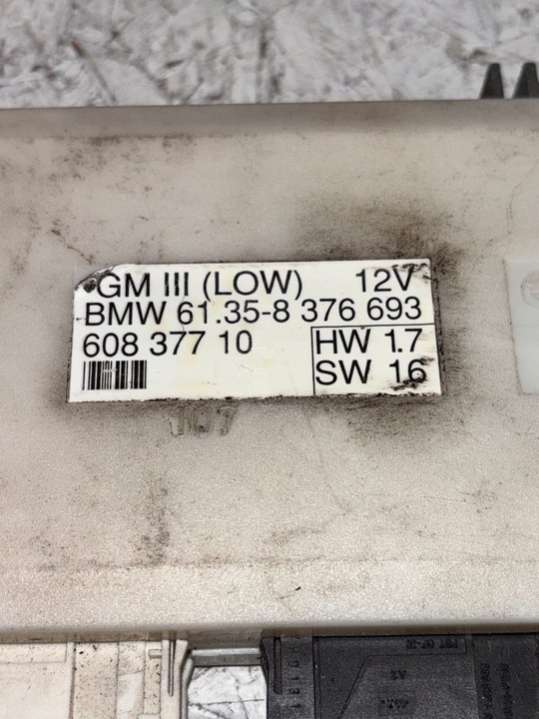 GM III (LOW) 12V
BMW 61.35-8 376 693
608 377 10
HW 1.7
SW 16